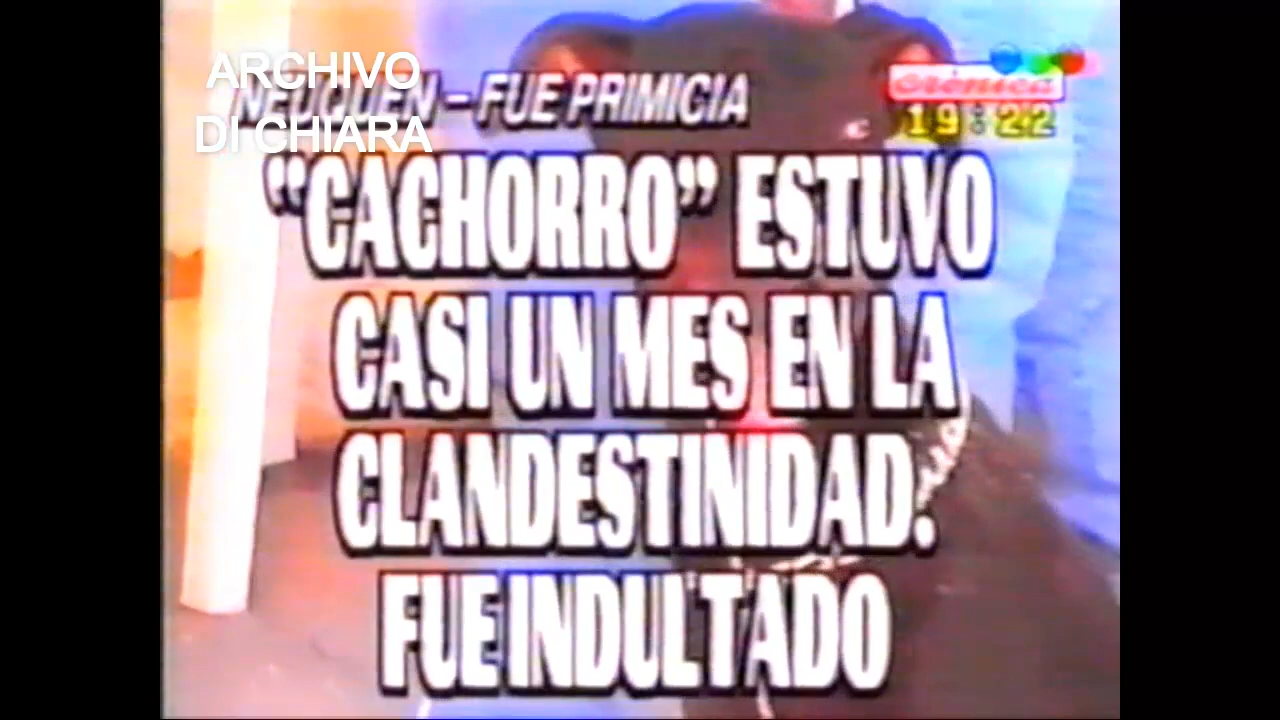 ARCHIVO
DI CHIARA
NEUQUEN – FUE PRIMICIA
Crónica
19:22
“CACHORRO” ESTUVO
CASI UN MES EN LA
CLANDESTINIDAD.
FUE INDULTADO